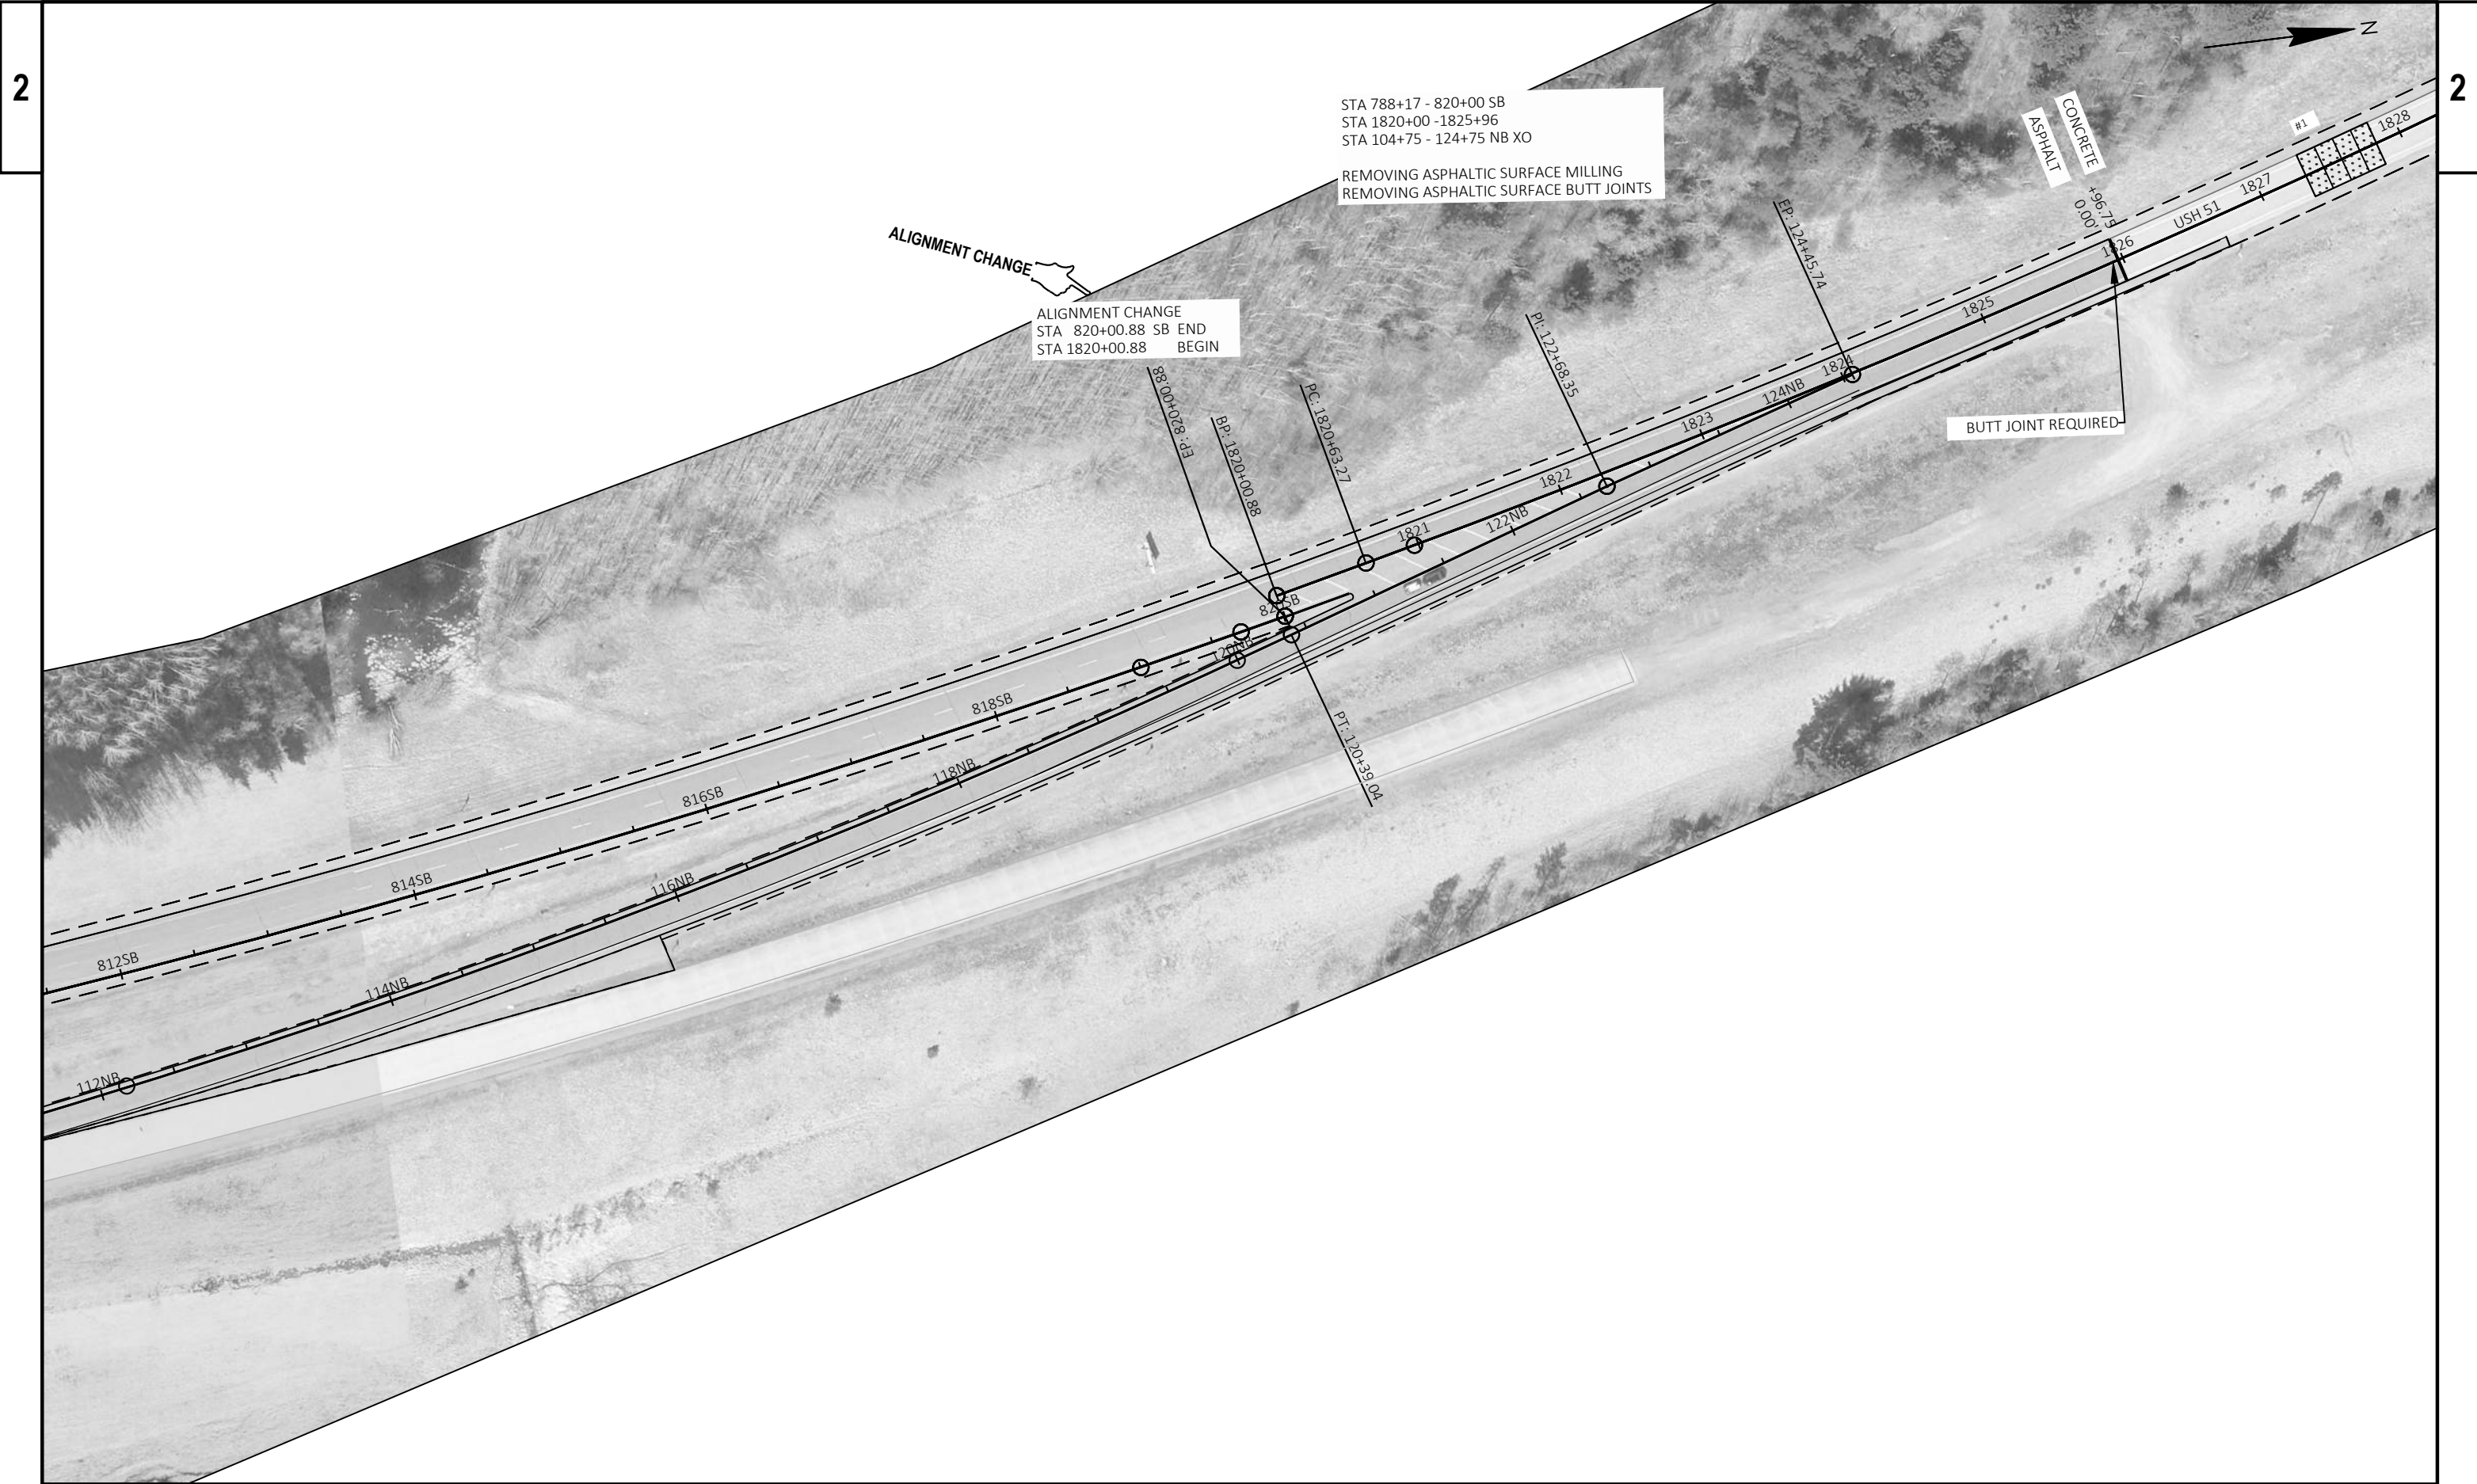 2
2
N
STA 788+17 - 820+00 SB
STA 1820+00 -1825+96
STA 104+75 - 124+75 NB XO
REMOVING ASPHALTIC SURFACE MILLING
REMOVING ASPHALTIC SURFACE BUTT JOINTS
ASPHALT
CONCRETE
+96.75
0.00'
#1
1828
1827
USH 51
1826
1825
EP: 124+45.74
ALIGNMENT CHANGE
ALIGNMENT CHANGE
STA 820+00.88 SB END
STA 1820+00.88 BEGIN
EP: 820+00.88
BP: 1820+00.88
PC: 1820+63.27
PI: 122+68.35
BUTT JOINT REQUIRED
1824
124NB
1823
1822
122NB
1821
820SB
120NB
PT: 120+39.04
818SB
118NB
816SB
116NB
814SB
114NB
812SB
112NB